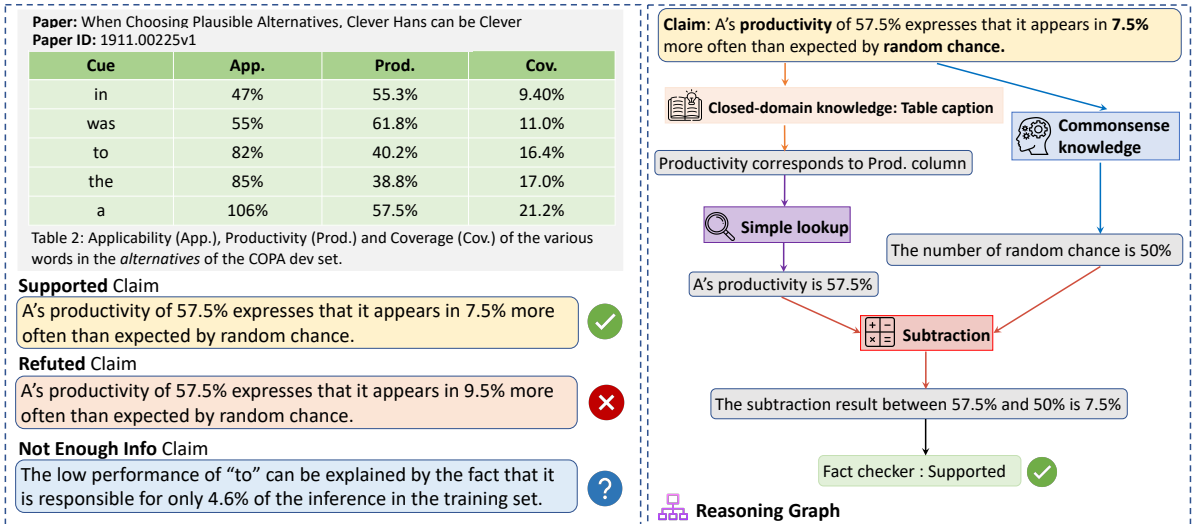 Paper: When Choosing Plausible Alternatives, Clever Hans can be Clever
Paper ID: 1911.00225v1
Cue App. Prod. Cov.
in 47% 55.3% 9.40%
was 55% 61.8% 11.0%
to 82% 40.2% 16.4%
the 85% 38.8% 17.0%
a 106% 57.5% 21.2%
Table 2: Applicability (App.), Productivity (Prod.) and Coverage (Cov.) of the various
words in the alternatives of the COPA dev set.
Supported Claim
A's productivity of 57.5% expresses that it appears in 7.5% more
often than expected by random chance.
Refuted Claim
A's productivity of 57.5% expresses that it appears in 9.5% more
often than expected by random chance.
Not Enough Info Claim
The low performance of "to" can be explained by the fact that it
is responsible for only 4.6% of the inference in the training set.
Claim: A's productivity of 57.5% expresses that it appears in 7.5%
more often than expected by random chance.
Closed-domain knowledge: Table caption
Commonsense
knowledge
Productivity corresponds to Prod. column
Simple lookup
The number of random chance is 50%
A's productivity is 57.5%
Subtraction
The subtraction result between 57.5% and 50% is 7.5%
Fact checker : Supported
Reasoning Graph